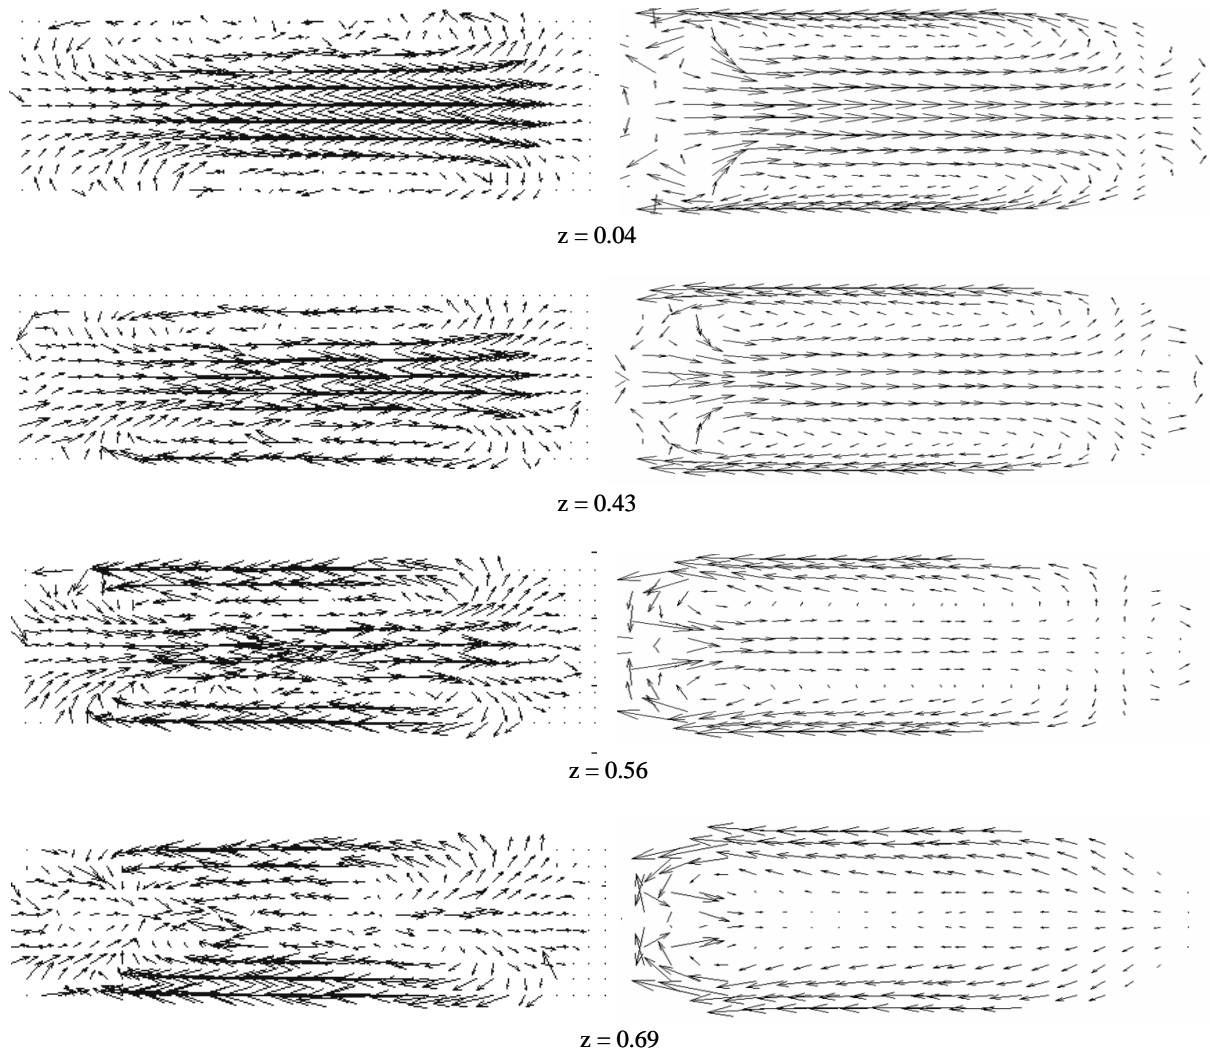 z = 0.04
z = 0.43
z = 0.56
z = 0.69